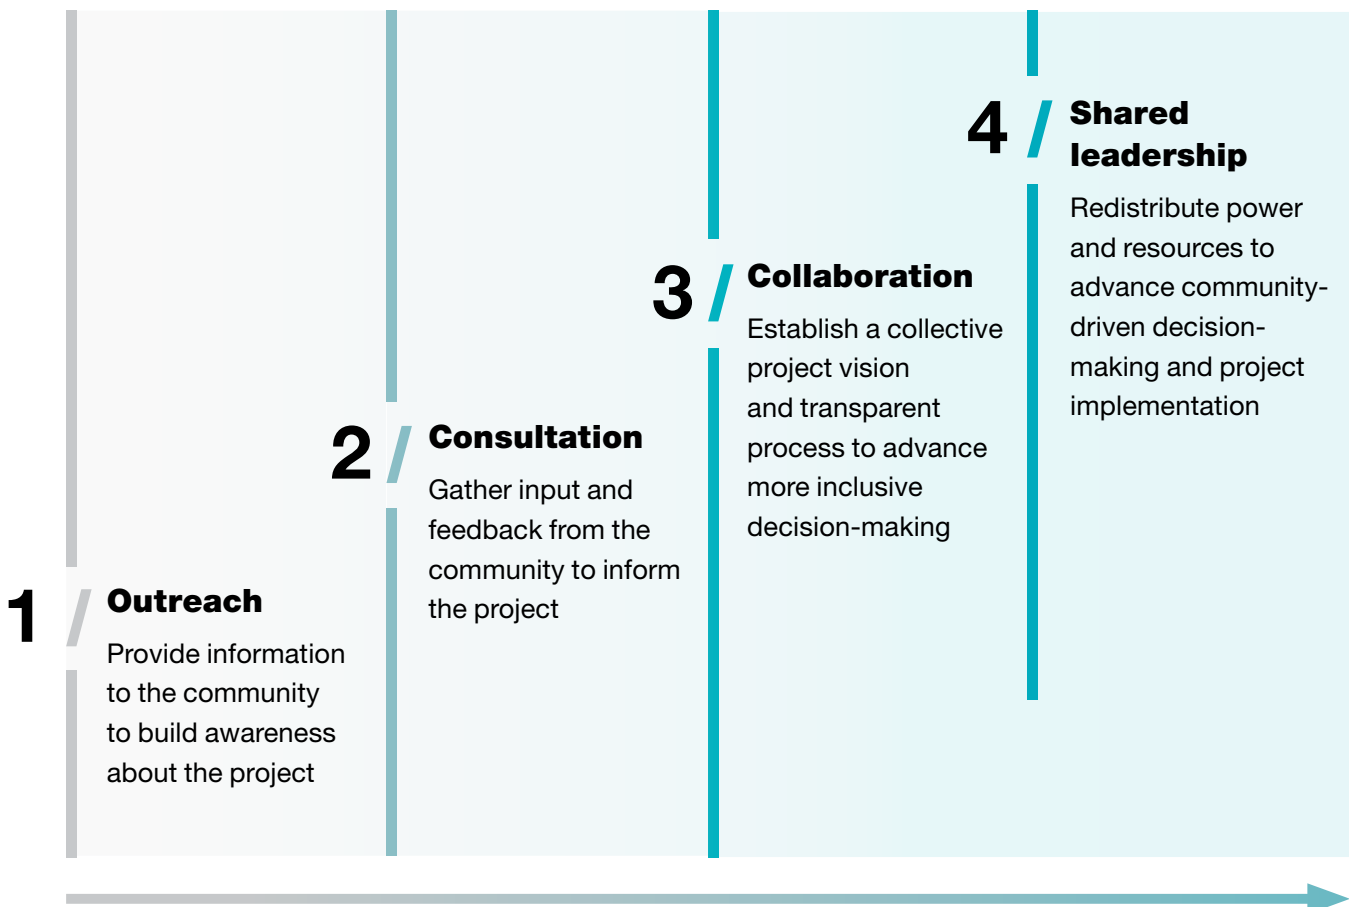 1 / Outreach
Provide information
to the community
to build awareness
about the project
2 / Consultation
Gather input and
feedback from the
community to inform
the project
3 / Collaboration
Establish a collective
project vision
and transparent
process to advance
more inclusive
decision-making
4 / Shared
leadership
Redistribute power
and resources to
advance community-
driven decision-
making and project
implementation